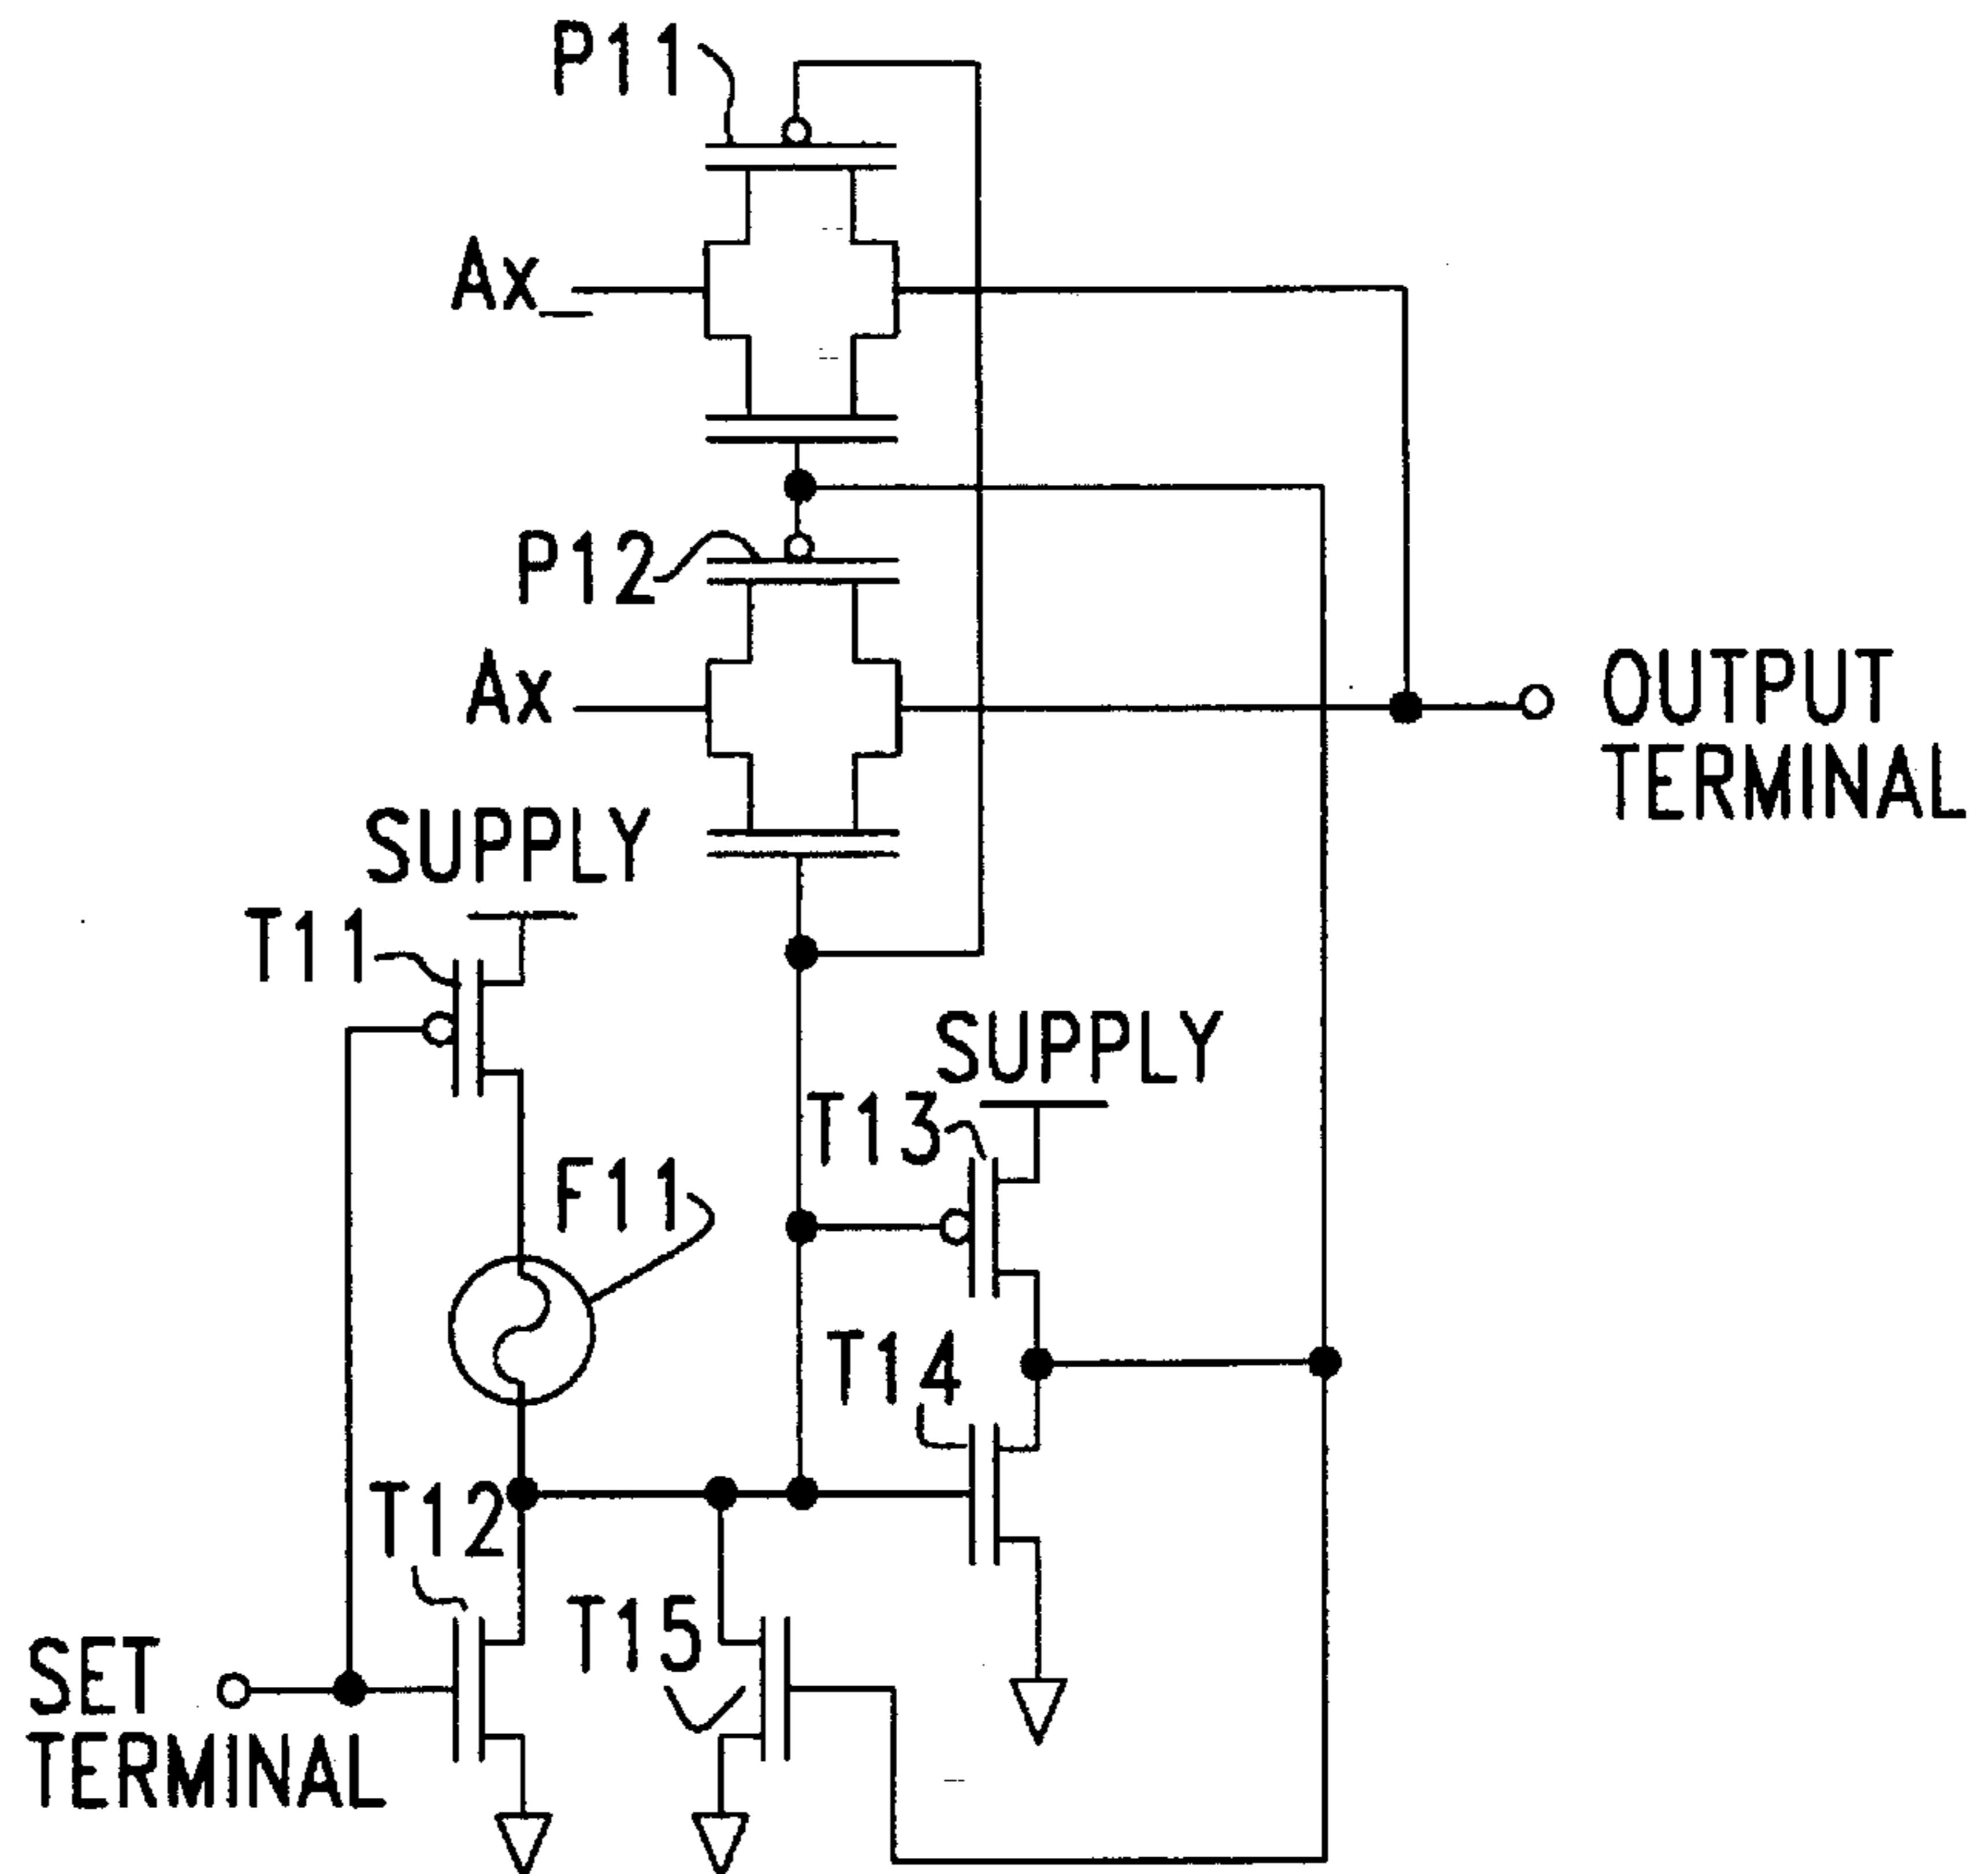 P11
Ax_
P12
Ax
OUTPUT
TERMINAL
SUPPLY
T11
SUPPLY
T13
F11
T14
T12
T15
SET
TERMINAL